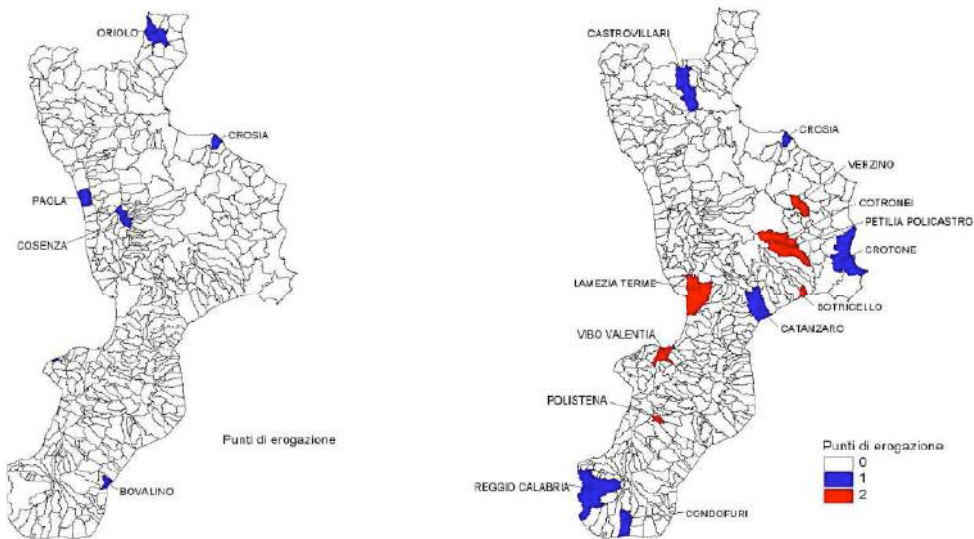 ORIOLO
CROSIA
PAOLA
COSENZA
Punti di erogazione
BOVALINO
CASTROVILLARI
CROSIA
VERZINO
COTRONEI
PETILIA POLICASTRO
CROTONE
LAMEZIA TERME
BOTRICELLO
CATANZARO
VIBO VALENTIA
POLISTENA
Punti di erogazione
0
1
2
REGGIO CALABRIA
CONDOFURI